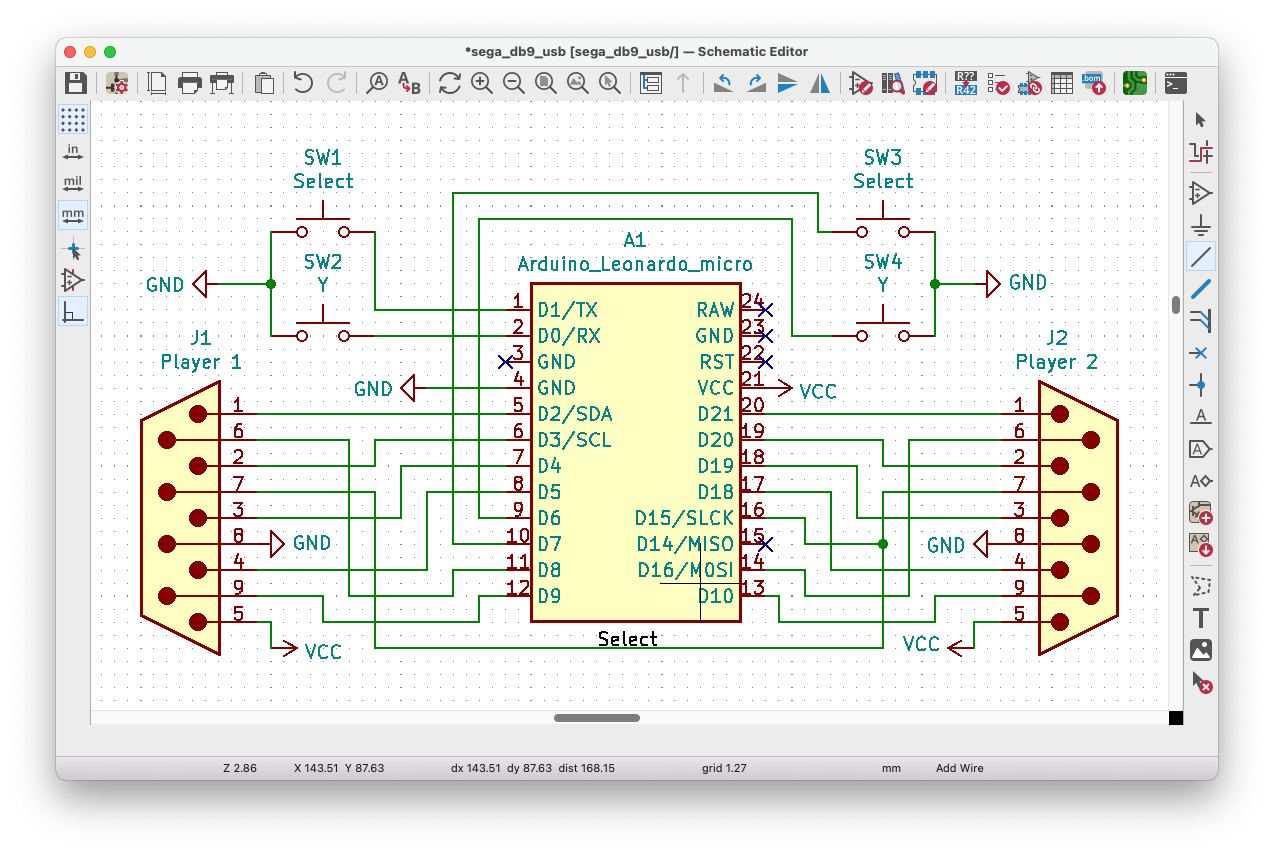 *sega_db9_usb [sega_db9_usb/] — Schematic Editor
A
A B
R??
R42
.bom
in
mil
mm
A
A
A
A
T
SW1
Select
SW3
Select
A1
Arduino_Leonardo_micro
SW2
Y
SW4
Y
GND
GND
J1
Player 1
J2
Player 2
1 D1/TX RAW 24
2 D0/RX GND 23
3 GND RST 22
GND 4 GND VCC 21 VCC
1 5 D2/SDA D21 20 1
6 6 D3/SCL D20 19 6
2 7 D4 D19 18 2
7 8 D5 D18 17 7
3 9 D6 D15/SLCK 16 3
8 GND 10 D7 D14/MISO 15 GND 8
4 11 D8 D16/M0SI 14 4
9 12 D9 D10 13 9
5 5
VCC
Select
VCC
Z 2.86 X 143.51 Y 87.63 dx 143.51 dy 87.63 dist 168.15 grid 1.27 mm Add Wire